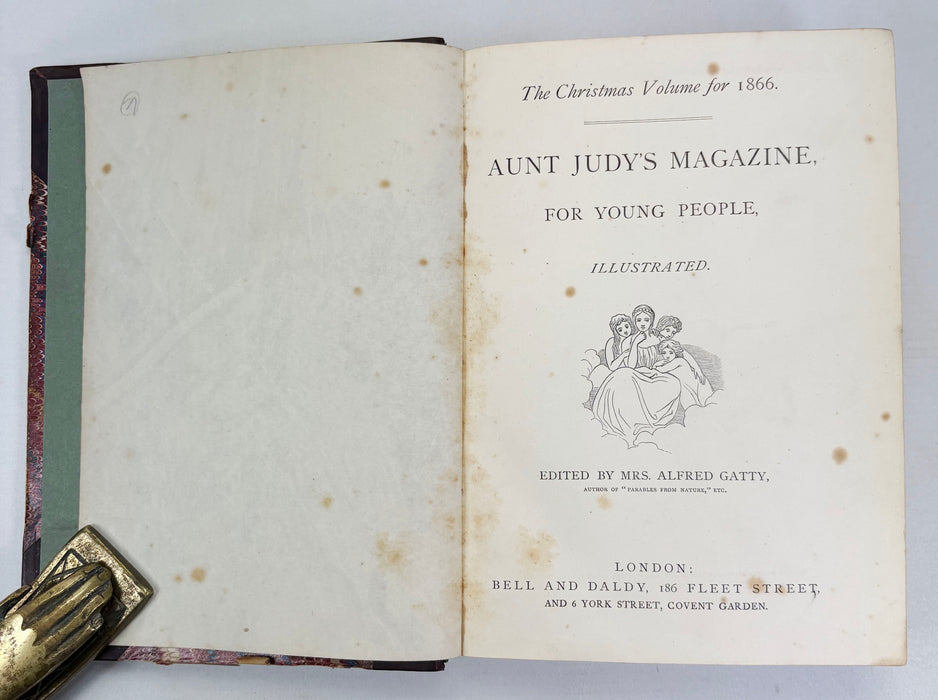 The Christmas Volume for 1866.
AUNT JUDY'S MAGAZINE,
FOR YOUNG PEOPLE,
ILLUSTRATED.
EDITED BY MRS. ALFRED GATTY,
AUTHOR OF "PARABLES FROM NATURE," ETC.
LONDON:
BELL AND DALDY, 186 FLEET STREET,
AND 6 YORK STREET, COVENT GARDEN.